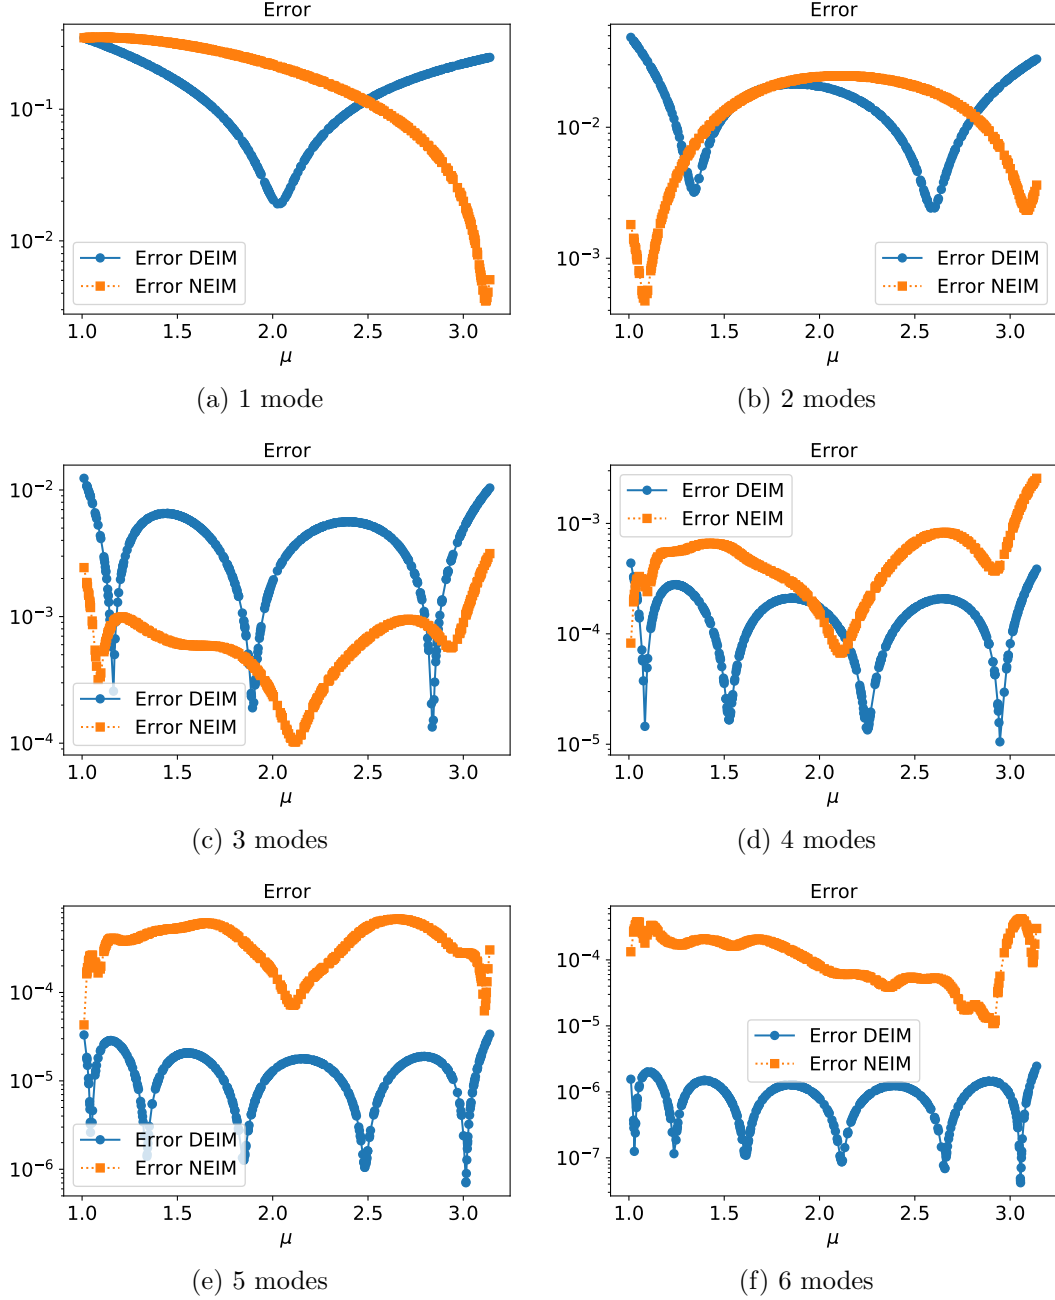 Error
10^{-1}
10^{-2}
Error DEIM
Error NEIM
1.0 1.5 2.0 2.5 3.0
μ
(a) 1 mode
Error
10^{-2}
10^{-3}
Error DEIM
Error NEIM
1.0 1.5 2.0 2.5 3.0
μ
(b) 2 modes
Error
10^{-2}
10^{-3}
10^{-4}
Error DEIM
Error NEIM
1.0 1.5 2.0 2.5 3.0
μ
(c) 3 modes
Error
Error DEIM
Error NEIM
10^{-3}
10^{-4}
10^{-5}
1.0 1.5 2.0 2.5 3.0
μ
(d) 4 modes
Error
10^{-4}
10^{-5}
10^{-6}
Error DEIM
Error NEIM
1.0 1.5 2.0 2.5 3.0
μ
(e) 5 modes
Error
10^{-4}
10^{-5}
10^{-6}
10^{-7}
Error DEIM
Error NEIM
1.0 1.5 2.0 2.5 3.0
μ
(f) 6 modes